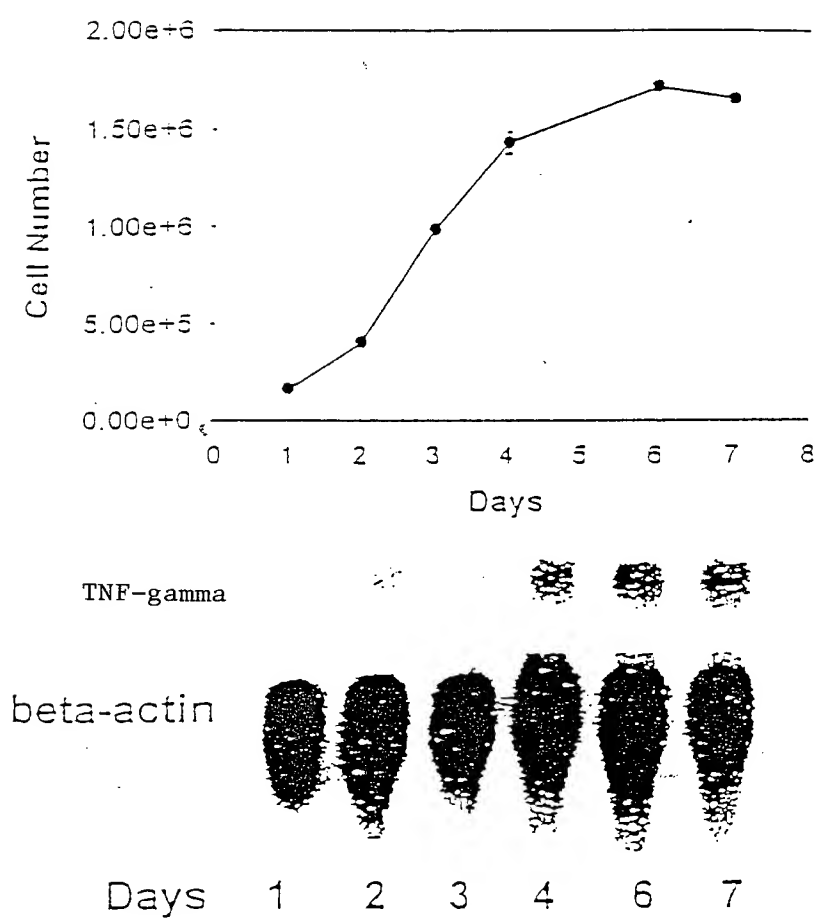 2.00e+6
1.50e+6
1.00e+6
5.00e+5
0.00e+0
Cell Number
0 1 2 3 4 5 6 7 8
Days
TNF-gamma
beta-actin
Days 1 2 3 4 6 7